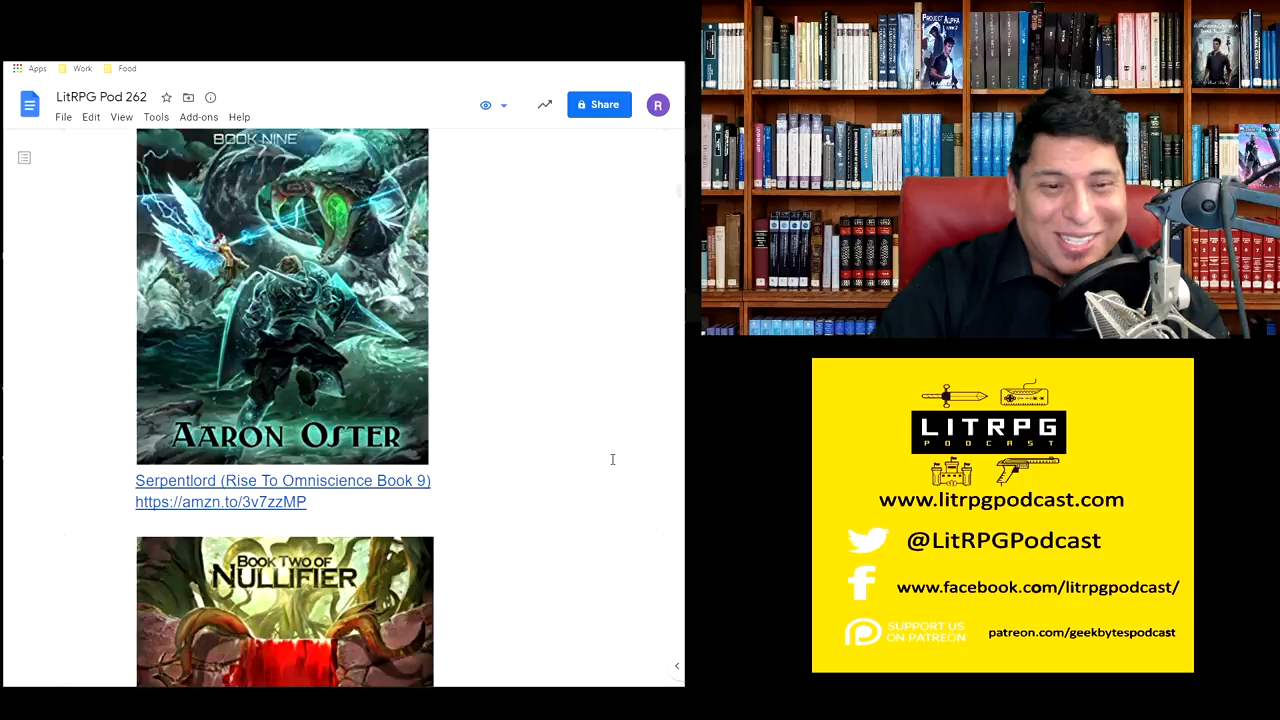 Apps
Work
Food
LitRPG Pod 262
File
Edit
View
Tools
Add-ons
Help
Share
R
BOOK NINE
AARON OSTER
Serpentlord (Rise To Omniscience Book 9)
https://amzn.to/3v7zzMP
BOOK TWO OF
NULLIFIER
PROJECT
ALPHA
LITRPG
PODCAST
www.litrpgpodcast.com
@LitRPGPodcast
www.facebook.com/litrpgpodcast/
SUPPORT US
ON PATREON
patreon.com/geekbytespodcast